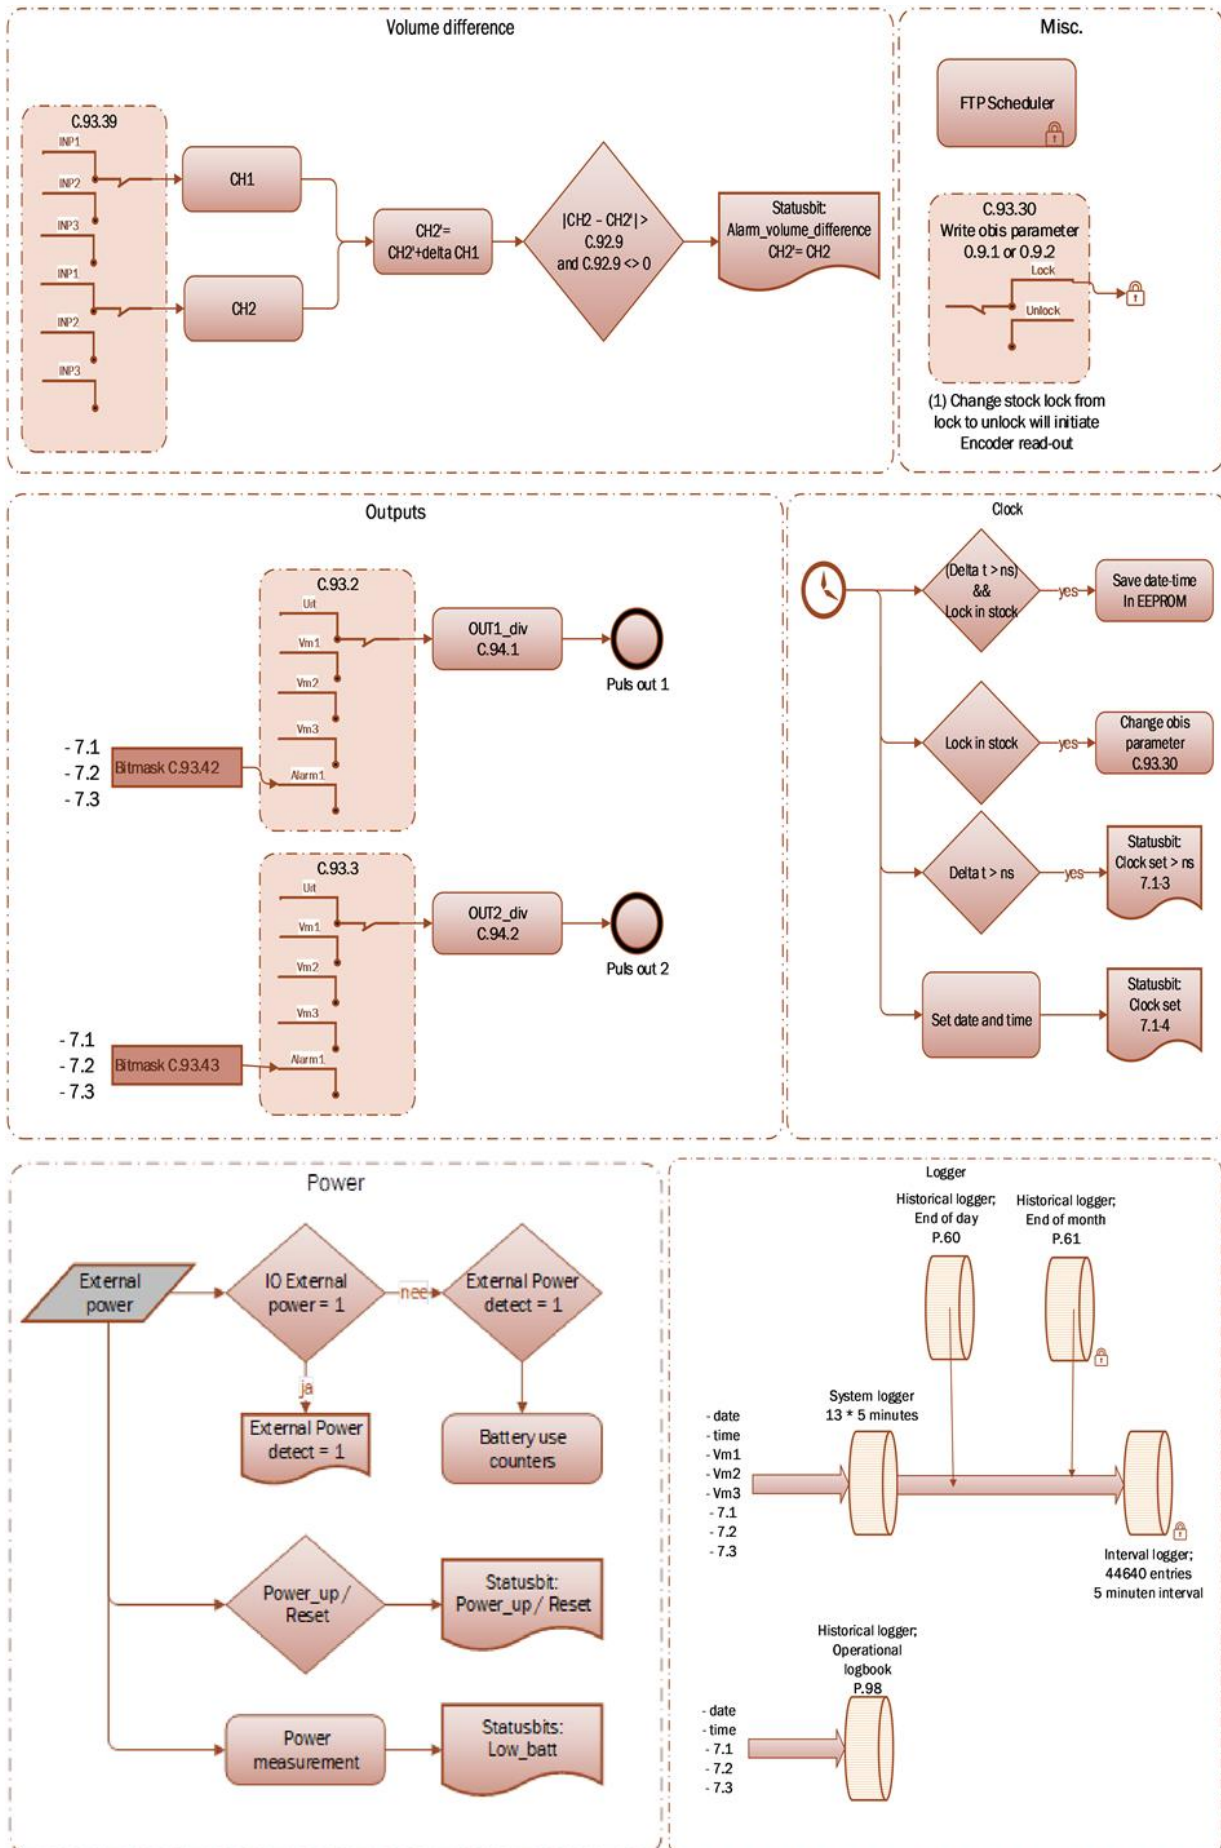 Volume difference
C.93.39
INP1
INP2
INP3
INP1
INP2
INP3
CH1
CH2
CH2'=
CH2'+delta CH1
|CH2 – CH2'| >
C.92.9
and C.92.9 <> 0
Statusbit:
Alarm_volume_difference
CH2'= CH2
Misc.
FTP Scheduler
C.93.30
Write obis parameter
0.9.1 or 0.9.2
Lock
Unlock
(1) Change stock lock from
lock to unlock will initiate
Encoder read-out
Outputs
C.93.2
Uit
Vm1
Vm2
Vm3
Alarm1
- 7.1
- 7.2
- 7.3
Bitmask C.93.42
OUT1_div
C.94.1
Puls out 1
C.93.3
Uit
Vm1
Vm2
Vm3
Alarm1
- 7.1
- 7.2
- 7.3
Bitmask C.93.43
OUT2_div
C.94.2
Puls out 2
Clock
(Delta t > ns)
&&
Lock in stock
yes
Save date-time
In EEPROM
Lock in stock
yes
Change obis
parameter
C.93.30
Delta t > ns
yes
Statusbit:
Clock set > ns
7.1-3
Set date and time
Statusbit:
Clock set
7.1-4
Power
External
power
IO External
power = 1
nee
External Power
detect = 1
ja
External Power
detect = 1
Battery use
counters
Power_up /
Reset
Statusbit:
Power_up / Reset
Power
measurement
Statusbits:
Low_batt
Logger
Historical logger;
End of day
P.60
Historical logger;
End of month
P.61
System logger
13 * 5 minutes
- date
- time
- Vm1
- Vm2
- Vm3
- 7.1
- 7.2
- 7.3
Interval logger;
44640 entries
5 minuten interval
Historical logger;
Operational
logbook
P.98
- date
- time
- 7.1
- 7.2
- 7.3